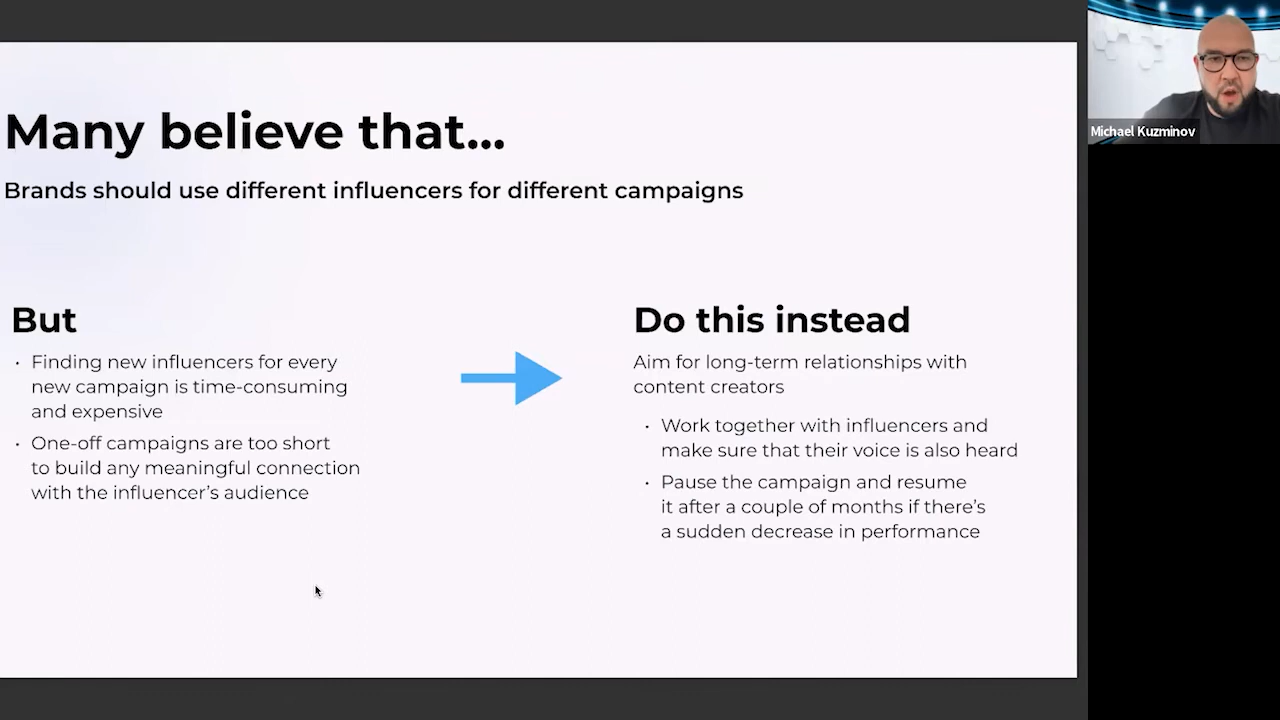 Many believe that...
Brands should use different influencers for different campaigns
But
• Finding new influencers for every
new campaign is time-consuming
and expensive
• One-off campaigns are too short
to build any meaningful connection
with the influencer’s audience
Do this instead
Aim for long-term relationships with
content creators
• Work together with influencers and
make sure that their voice is also heard
• Pause the campaign and resume
it after a couple of months if there’s
a sudden decrease in performance
Michael Kuzminov